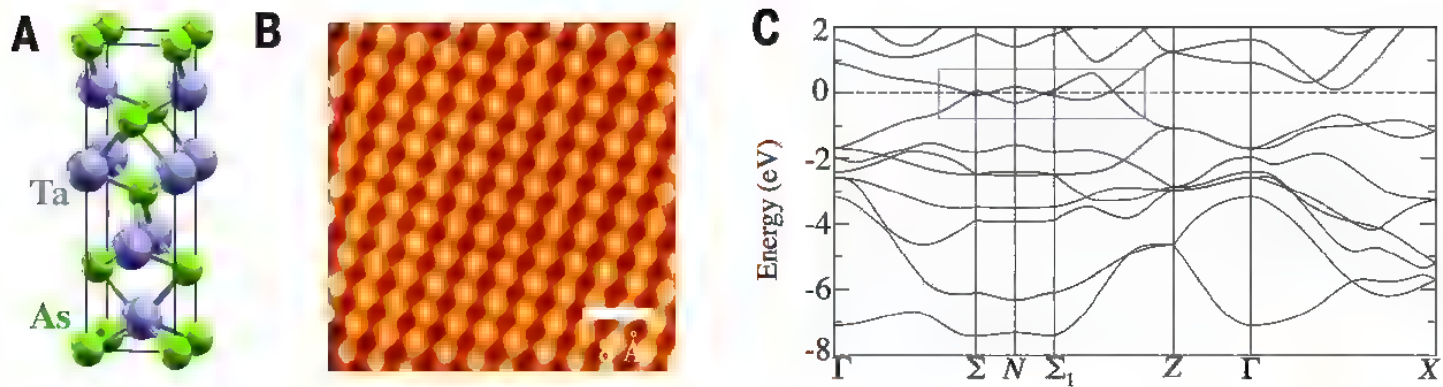 A
B
C
Ta
As
Å
Energy (eV)
2
0
-2
-4
-6
-8
Γ Σ N Σ1 Z Γ X